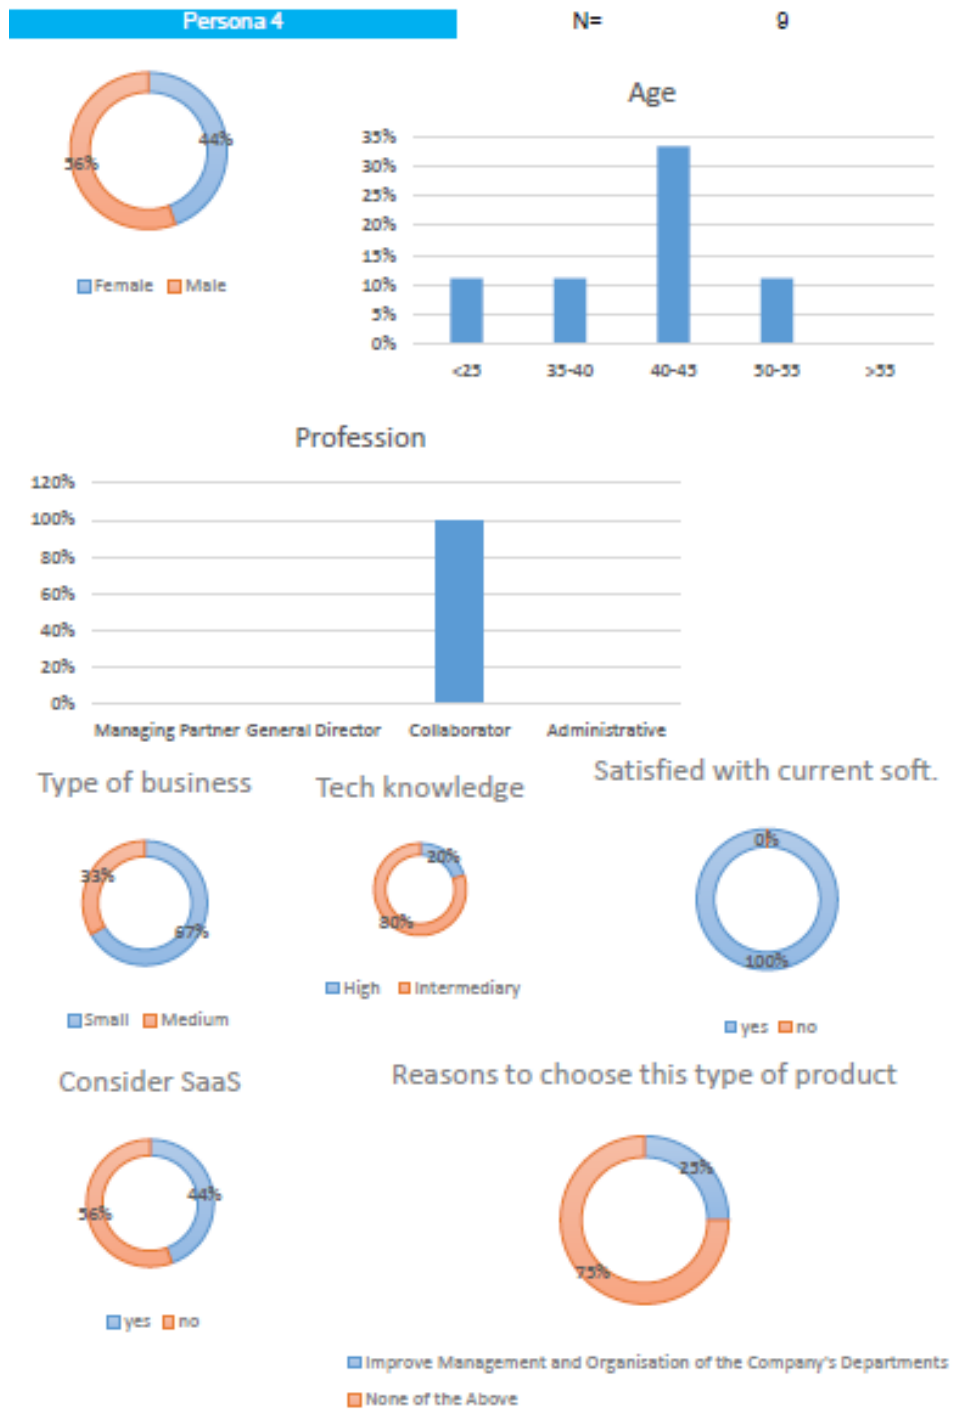 Persona 4 N= 9
44%
56%
Female Male
Age
35%
30%
25%
20%
15%
10%
5%
0%
<25 35-40 40-45 50-55 >55
Profession
120%
100%
80%
60%
40%
20%
0%
Managing Partner General Director Collaborator Administrative
Type of business
33%
67%
Small Medium
Tech knowledge
20%
80%
High Intermediary
Satisfied with current soft.
0%
100%
yes no
Consider SaaS
44%
56%
yes no
Reasons to choose this type of product
25%
75%
Improve Management and Organisation of the Company's Departments
None of the Above